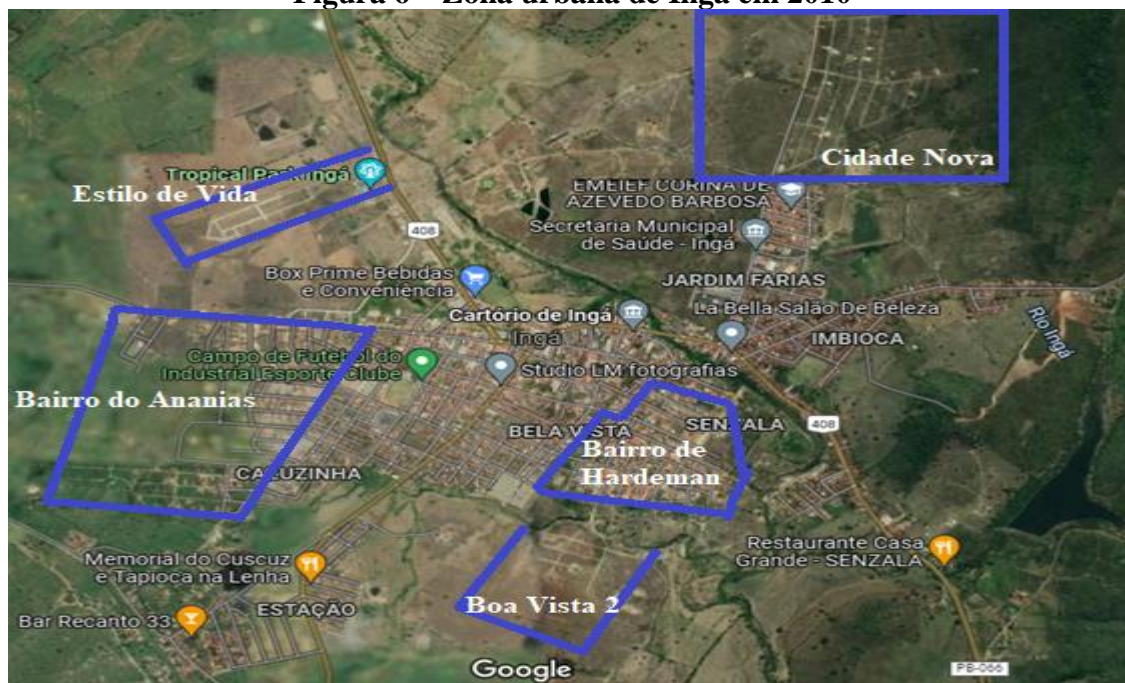 Figura 6 – Zona urbana de Ingá em 2010
Cidade Nova
Tropical Park Ingá
Estilo de Vida
EMEIEF CORINA DE
AZEVEDO BARBOSA
408
Secretaria Municipal
de Saúde - Ingá
Box Prime Bebidas
e Conveniência
JARDIM FARIAS
Cartório de Ingá
La Bella Salão De Beleza
Ingá
IMBIOCA
Rio Ingá
Campo de Futebol do
Industrial Esporte Clube
Studio LM fotografias
Bairro do Ananias
BELA VISTA
SENZALA
408
Bairro de
Hardeman
CALUZINHA
Restaurante Casa
Grande - SENZALA
Memorial do Cuscuz
e Tapioca na Lenha
Boa Vista 2
ESTAÇÃO
Bar Recanto 33
Google
PB-066